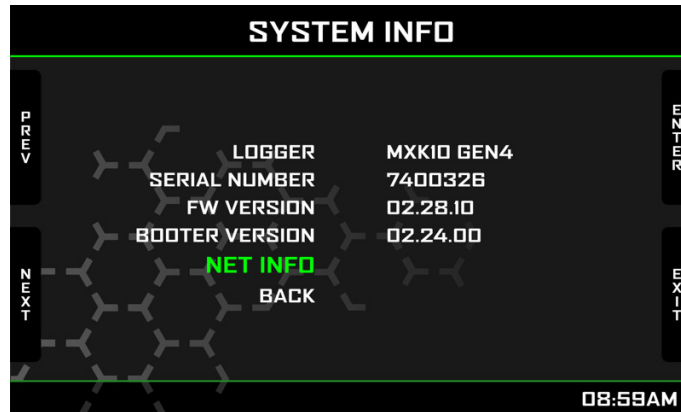 SYSTEM INFO
PREV
ENTER
LOGGER MXK10 GEN4
SERIAL NUMBER 7400326
FW VERSION 02.28.10
BOOTER VERSION 02.24.00
NET INFO
BACK
NEXT
EXIT
08:59AM